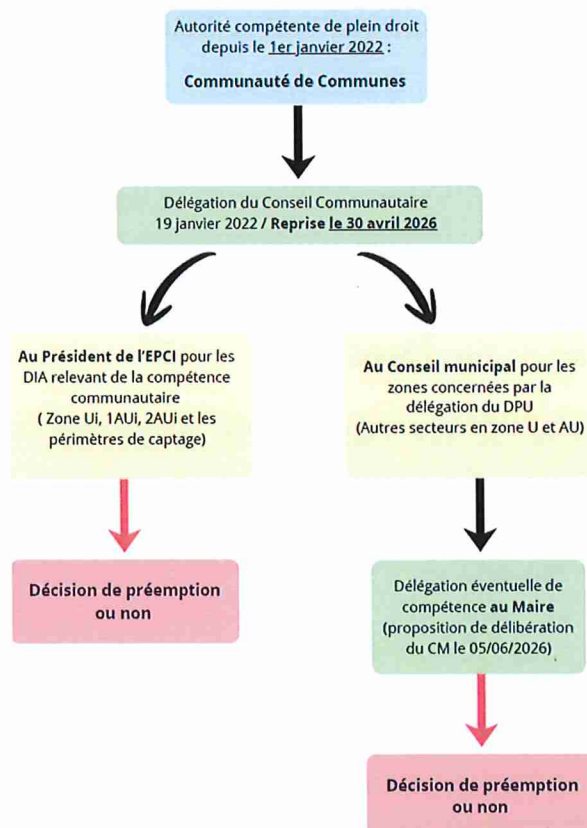 Autorité compétente de plein droit
depuis le 1er janvier 2022 :
Communauté de Communes
Délégation du Conseil Communautaire
19 janvier 2022 / Reprise le 30 avril 2026
Au Président de l'EPCI pour les
DIA relevant de la compétence
communautaire
( Zone Ui, 1AUi, 2AUi et les
périmètres de captage)
Au Conseil municipal pour les
zones concernées par la
délégation du DPU
(Autres secteurs en zone U et AU)
Décision de préemption
ou non
Délégation éventuelle de
compétence au Maire
(proposition de délibération
du CM le 05/06/2026)
Décision de préemption
ou non